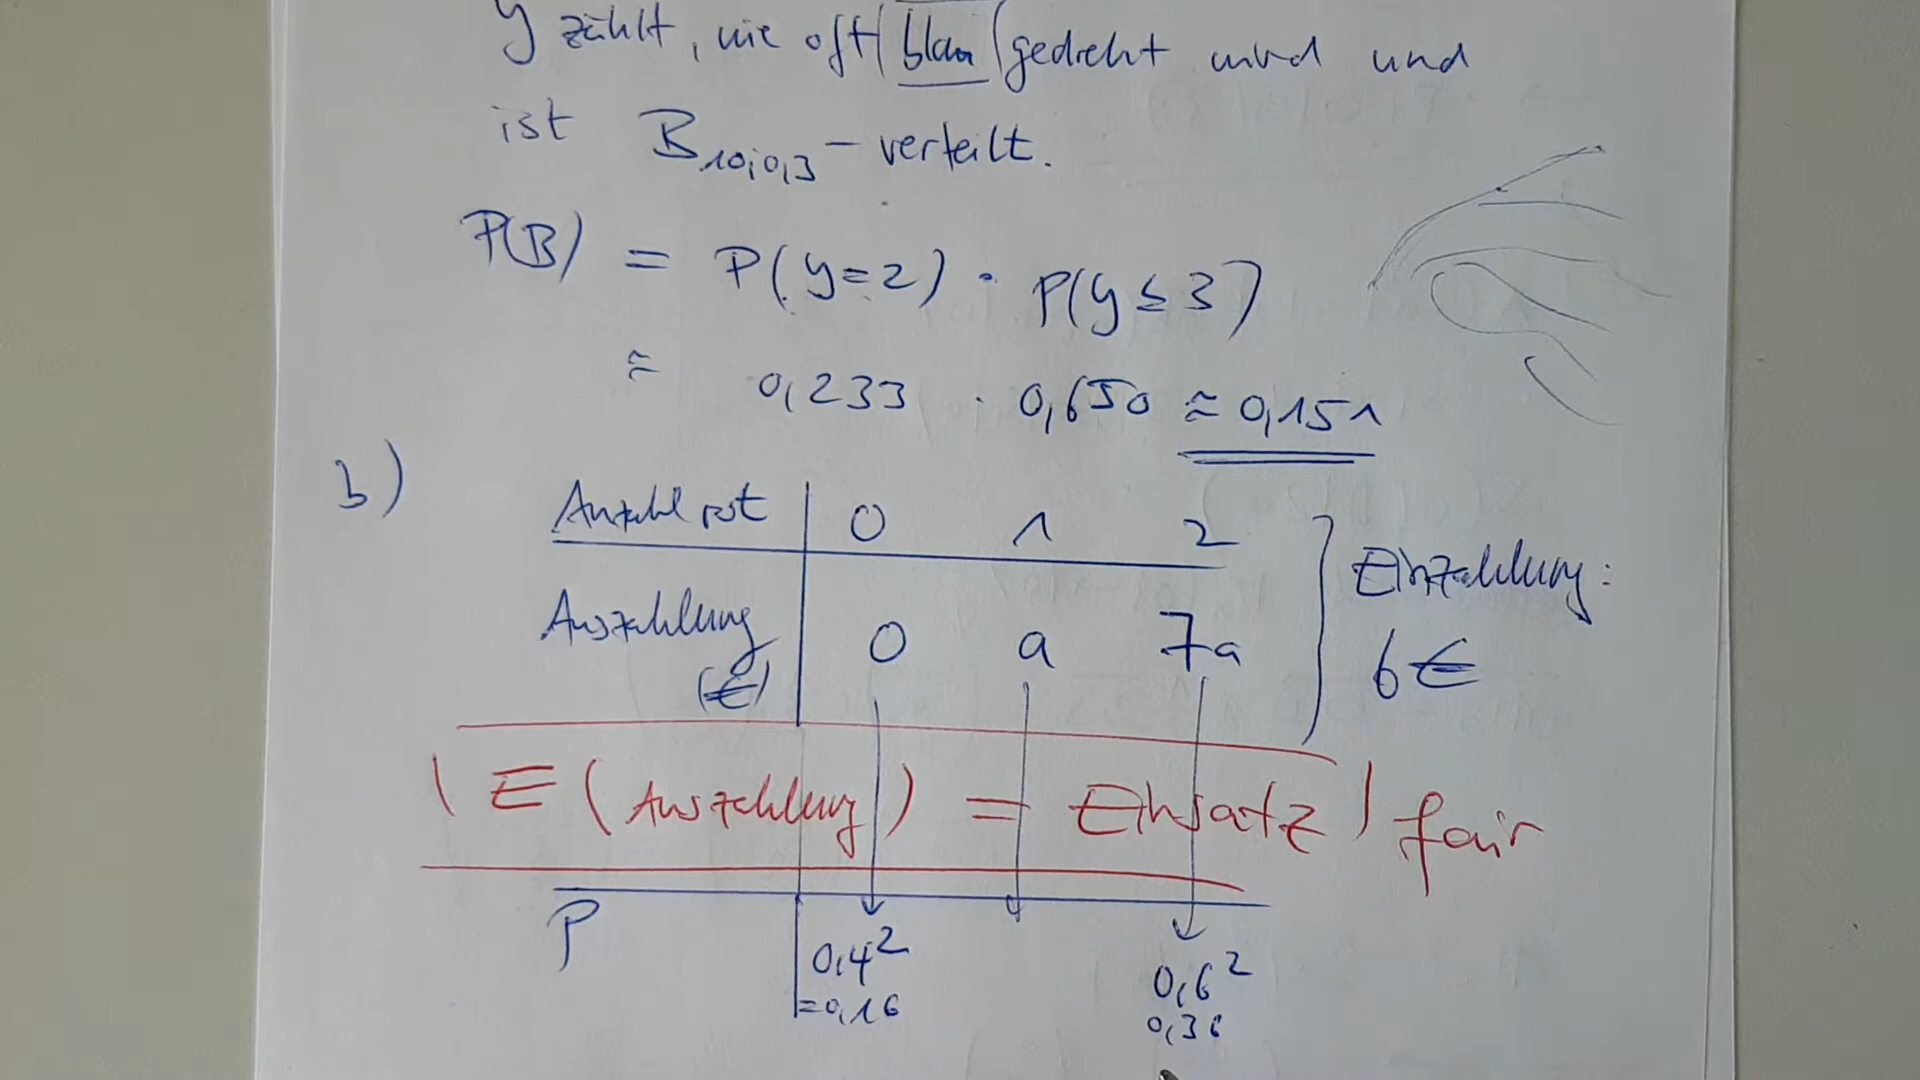 y zählt, wie oft blau gedreht wird und
ist B10;0,3 - verteilt.
P(B) = P(y=2) · P(y≤3)
≈ 0,233 · 0,650 ≈ 0,151
b)
Anzahl rot 0 1 2
Einzahlung:
Auszahlung (€) 0 a 7a
6€
E(Auszahlung) = Einsatz fair
P 0,4² 0,6²
=0,16 0,36